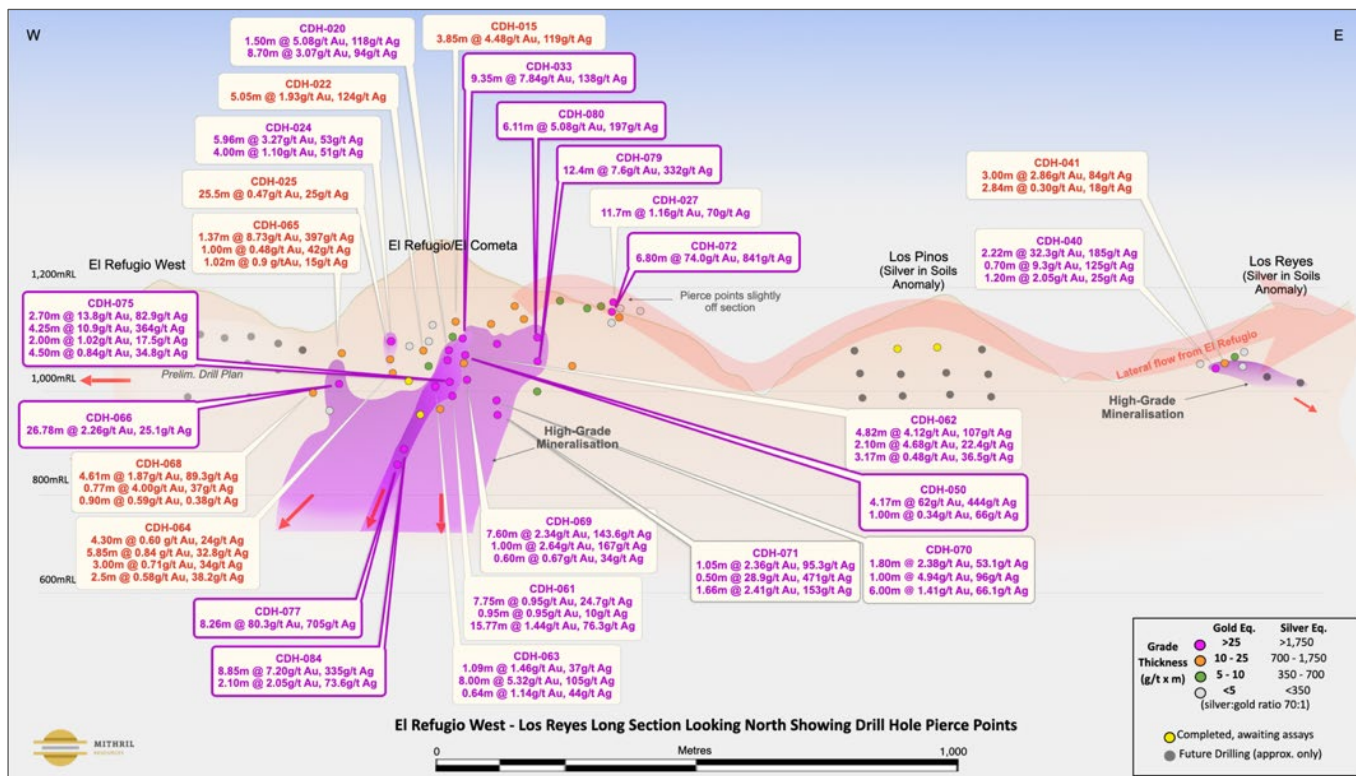 W
E
CDH-020
1.50m @ 5.08g/t Au, 118g/t Ag
8.70m @ 3.07g/t Au, 94g/t Ag
CDH-015
3.85m @ 4.48g/t Au, 119g/t Ag
CDH-033
9.35m @ 7.84g/t Au, 138g/t Ag
CDH-022
5.05m @ 1.93g/t Au, 124g/t Ag
CDH-080
6.11m @ 5.08g/t Au, 197g/t Ag
CDH-024
5.96m @ 3.27g/t Au, 53g/t Ag
4.00m @ 1.10g/t Au, 51g/t Ag
CDH-079
12.4m @ 7.6g/t Au, 332g/t Ag
CDH-041
3.00m @ 2.86g/t Au, 84g/t Ag
2.84m @ 0.30g/t Au, 18g/t Ag
CDH-025
25.5m @ 0.47g/t Au, 25g/t Ag
CDH-027
11.7m @ 1.16g/t Au, 70g/t Ag
CDH-065
1.37m @ 8.73g/t Au, 397g/t Ag
1.00m @ 0.48g/t Au, 42g/t Ag
1.02m @ 0.9 g/tAu, 15g/t Ag
El Refugio/El Cometa
CDH-072
6.80m @ 74.0g/t Au, 841g/t Ag
CDH-040
2.22m @ 32.3g/t Au, 185g/t Ag
0.70m @ 9.3g/t Au, 125g/t Ag
1.20m @ 2.05g/t Au, 25g/t Ag
El Refugio West
Los Pinos
(Silver in Soils
Anomaly)
Los Reyes
(Silver in Soils
Anomaly)
1,200mRL
Pierce points slightly
off section
CDH-075
2.70m @ 13.8g/t Au, 82.9g/t Ag
4.25m @ 10.9g/t Au, 364g/t Ag
2.00m @ 1.02g/t Au, 17.5g/t Ag
4.50m @ 0.84g/t Au, 34.8g/t Ag
Lateral flow from El Refugio
Prelim. Drill Plan
1,000mRL
High-Grade
Mineralisation
CDH-066
26.78m @ 2.26g/t Au, 25.1g/t Ag
CDH-062
4.82m @ 4.12g/t Au, 107g/t Ag
2.10m @ 4.68g/t Au, 22.4g/t Ag
3.17m @ 0.48g/t Au, 36.5g/t Ag
High-Grade
Mineralisation
CDH-068
4.61m @ 1.87g/t Au, 89.3g/t Ag
0.77m @ 4.00g/t Au, 37g/t Ag
0.90m @ 0.59g/t Au, 0.38g/t Ag
800mRL
CDH-050
4.17m @ 62g/t Au, 444g/t Ag
1.00m @ 0.34g/t Au, 66g/t Ag
CDH-064
4.30m @ 0.60 g/t Au, 24g/t Ag
5.85m @ 0.84 g/t Au, 32.8g/t Ag
3.00m @ 0.71g/t Au, 34g/t Ag
2.5m @ 0.58g/t Au, 38.2g/t Ag
CDH-069
7.60m @ 2.34g/t Au, 143.6g/t Ag
1.00m @ 2.64g/t Au, 167g/t Ag
0.60m @ 0.67g/t Au, 34g/t Ag
CDH-071
1.05m @ 2.36g/t Au, 95.3g/t Ag
0.50m @ 28.9g/t Au, 471g/t Ag
1.66m @ 2.41g/t Au, 153g/t Ag
CDH-070
1.80m @ 2.38g/t Au, 53.1g/t Ag
1.00m @ 4.94g/t Au, 96g/t Ag
6.00m @ 1.41g/t Au, 66.1g/t Ag
600mRL
CDH-061
7.75m @ 0.95g/t Au, 24.7g/t Ag
0.95m @ 0.95g/t Au, 10g/t Ag
15.77m @ 1.44g/t Au, 76.3g/t Ag
CDH-077
8.26m @ 80.3g/t Au, 705g/t Ag
CDH-084
8.85m @ 7.20g/t Au, 335g/t Ag
2.10m @ 2.05g/t Au, 73.6g/t Ag
CDH-063
1.09m @ 1.46g/t Au, 37g/t Ag
8.00m @ 5.32g/t Au, 105g/t Ag
0.64m @ 1.14g/t Au, 44g/t Ag
Gold Eq. Silver Eq.
Grade >25 >1,750
Thickness 10 - 25 700 - 1,750
(g/t x m) 5 - 10 350 - 700
<5 <350
(silver:gold ratio 70:1)
Completed, awaiting assays
Future Drilling (approx. only)
El Refugio West - Los Reyes Long Section Looking North Showing Drill Hole Pierce Points
0 Metres 1,000
MITHRIL
RESOURCES